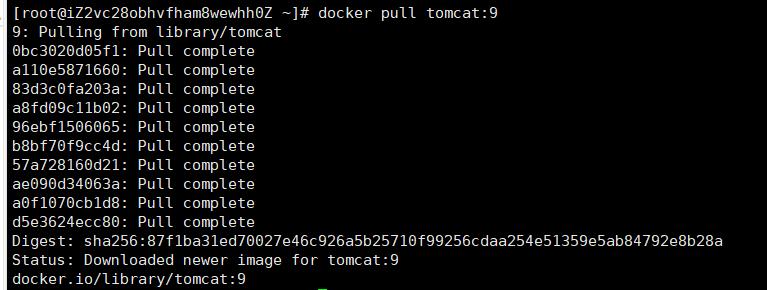 [root@iZ2vc28obhvfham8wewhh0Z ~]# docker pull tomcat:9
9: Pulling from library/tomcat
0bc3020d05f1: Pull complete
a110e5871660: Pull complete
83d3c0fa203a: Pull complete
a8fd09c11b02: Pull complete
96ebf1506065: Pull complete
b8bf70f9cc4d: Pull complete
57a728160d21: Pull complete
ae090d34063a: Pull complete
a0f1070cb1d8: Pull complete
d5e3624ecc80: Pull complete
Digest: sha256:87f1ba31ed70027e46c926a5b25710f99256cdaa254e51359e5ab84792e8b28a
Status: Downloaded newer image for tomcat:9
docker.io/library/tomcat:9